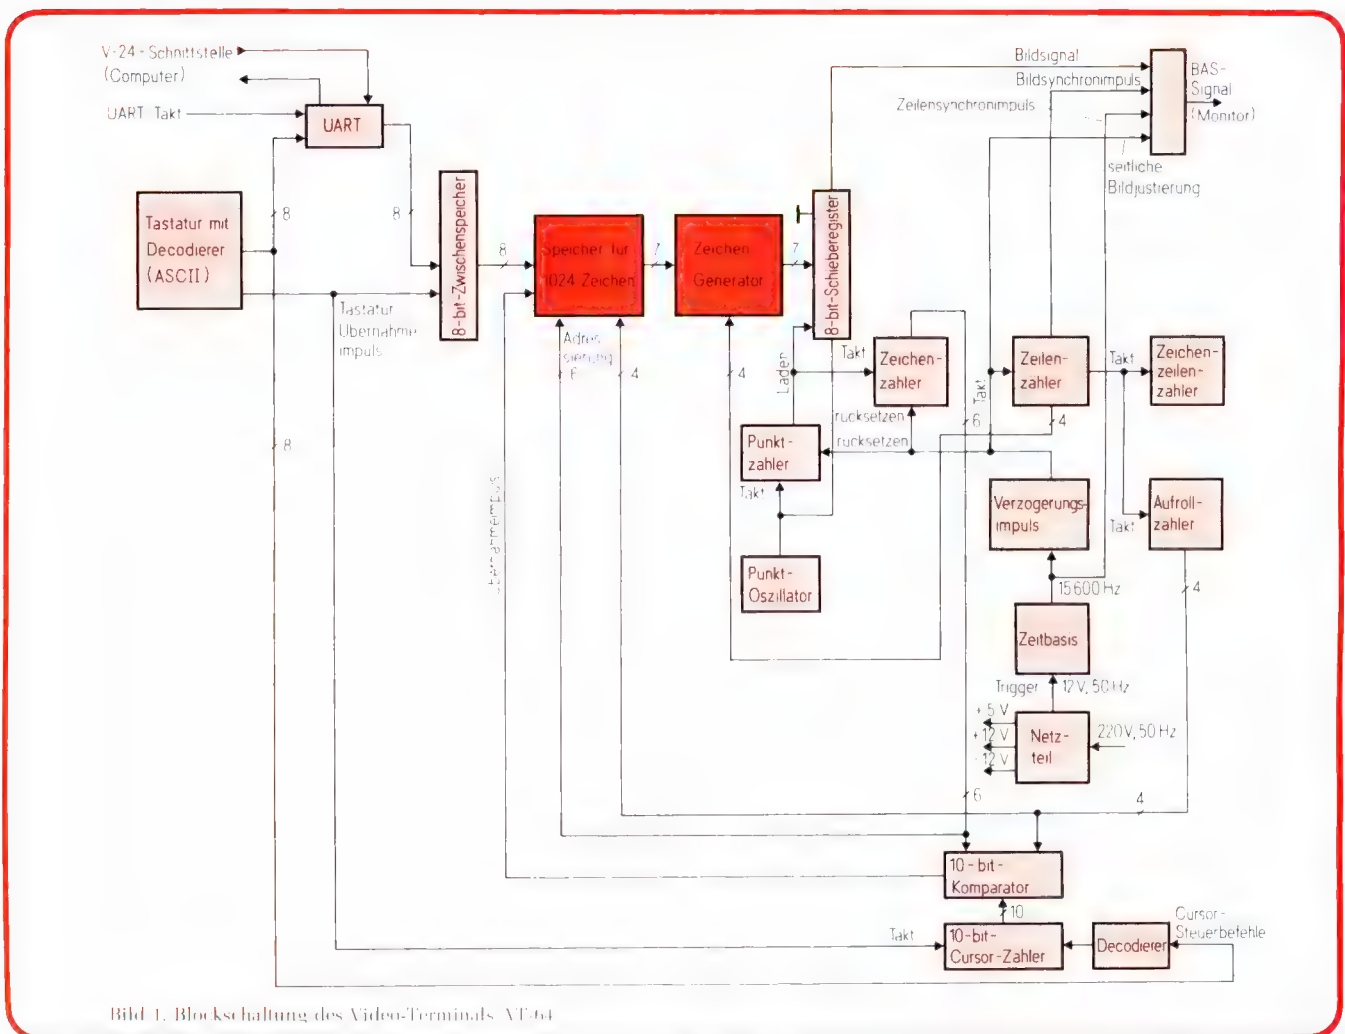 V-24-Schnittstelle
(Computer)
UART Takt
UART
8
8
Tastatur mit
Decodierer
(ASCII)
8-bit-Zwischenspeicher
8
Speicher für
1024 Zeichen
7
Zeichen
Generator
7
8-bit-Schieberegister
Bildsignal
Bildsynchronimpuls
Zeilensynchronimpuls
BAS-
Signal
(Monitor)
seitliche
Bildjustierung
Tastatur
Übernahme
impuls
Adres
sierung
6
4
4
Laden
Takt
Zeichen-
zähler
Takt
Zeilen-
zähler
Takt
Zeichen-
zeilen-
zähler
rücksetzen
rücksetzen
6
4
8
Punkt-
zähler
Takt
Übernahmeimpuls
Punkt-
Oszillator
Verzögerungs-
impuls
Takt
Aufroll-
zähler
15600 Hz
4
Zeitbasis
Trigger
12 V, 50 Hz
+ 5 V
+ 12 V
- 12 V
Netz-
teil
220 V, 50 Hz
6
4
10-bit-
Komparator
10
Takt
10-bit-
Cursor-Zähler
Decodierer
Cursor-
Steuerbefehle
Bild 1. Blockschaltung des Video-Terminals VT-64